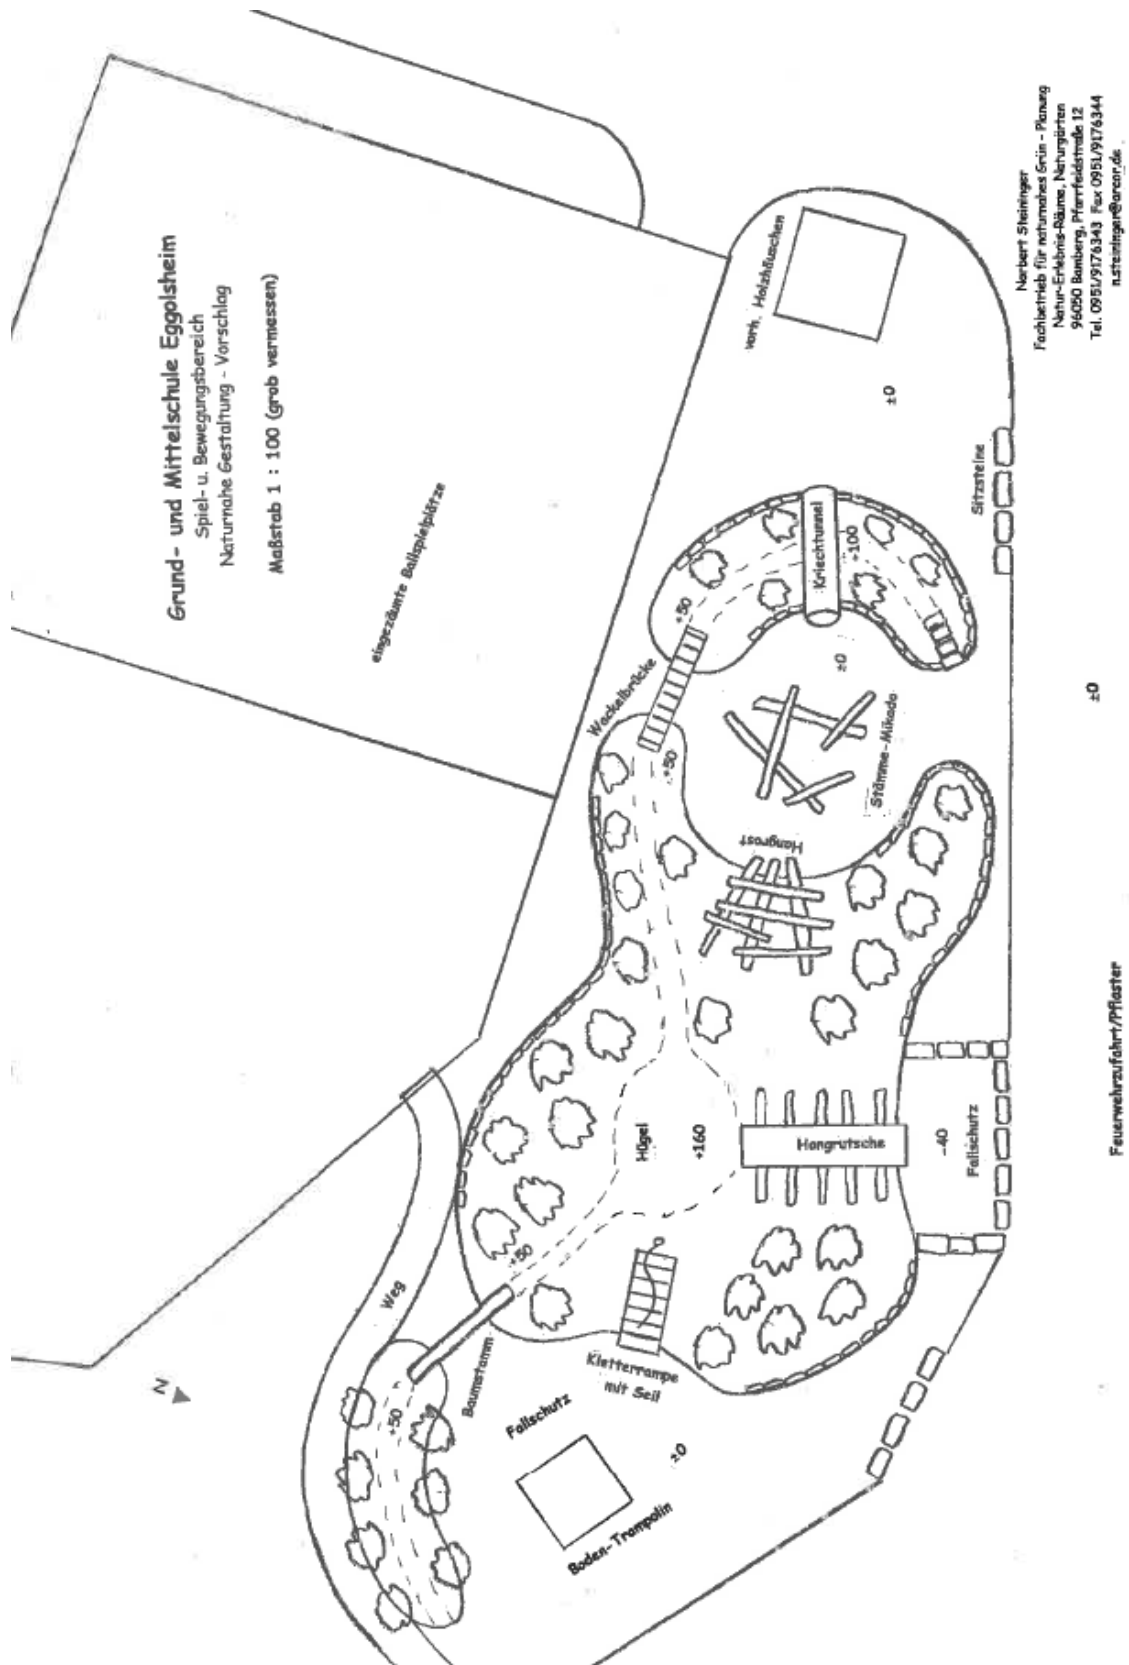 Grund- und Mittelschule Eggolsheim
Spiel- u. Bewegungsbereich
Naturnahe Gestaltung - Vorschlag
Maßstab 1 : 100 (grob vermessen)
eingezäunte Ballspielplätze
Norbert Steininger
Fachbetrieb für naturnahes Grün - Planung
Natur-Erlebnis-Räume, Naturgärten
96050 Bamberg, Pfarrfeldstraße 12
Tel. 0951/9176343 Fax 0951/9176344
n.steininger@arcor.de
vorh. Holzhäuschen
±0
Sitzsteine
Kriechtunnel
+100
+50
±0
Wackelbrücke
+50
Stämme-Mikado
±0
Hangrost
Feuerwehrzufahrt/Pflaster
Hügel
+160
Hangrutsche
-40
Fallschutz
+50
Weg
N
Baumstamm
Kletterrampe
mit Seil
+50
Fallschutz
±0
Boden-Trampolin